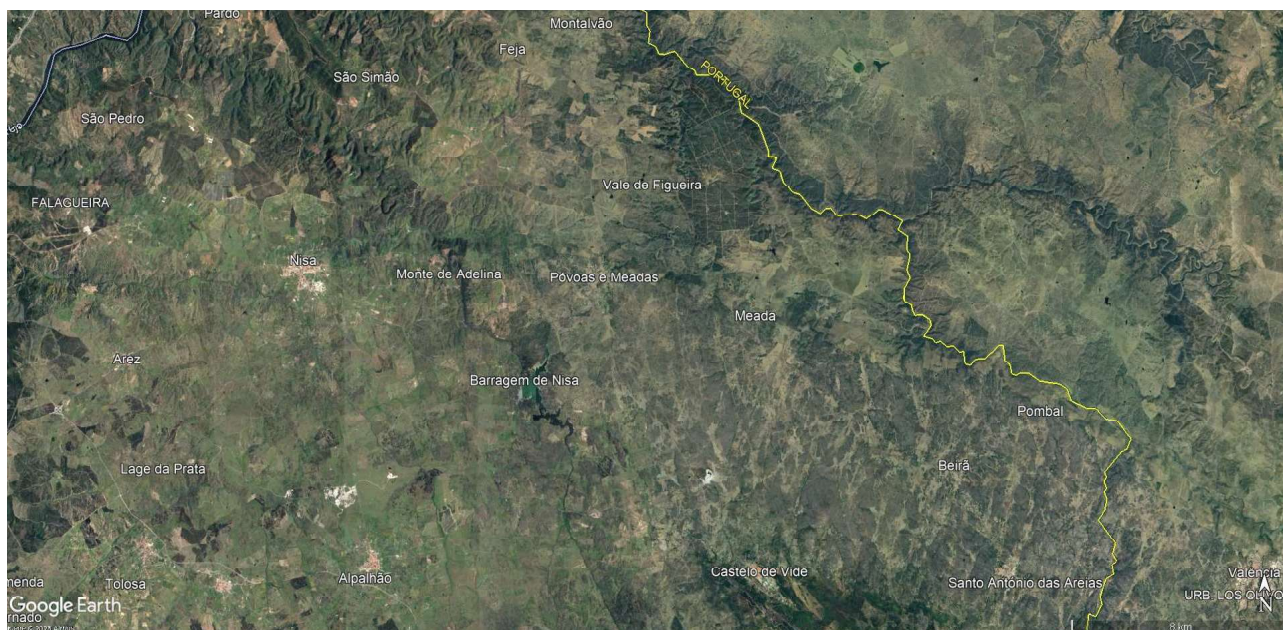 Pardo
Montalvão
Feja
São Simão
PORTUGAL
São Pedro
Vale de Figueira
FALAGUEIRA
Nisa
Monte de Adelina
Póvoas e Meadas
Meada
Arez
Barragem de Nisa
Pombal
Lage da Prata
Beirã
Castelo de Vide
Valencia
Tolosa
Alpalhão
Santo António das Areias
menda
URB. LOS OLIVO
Google Earth
N
rnado
8 km